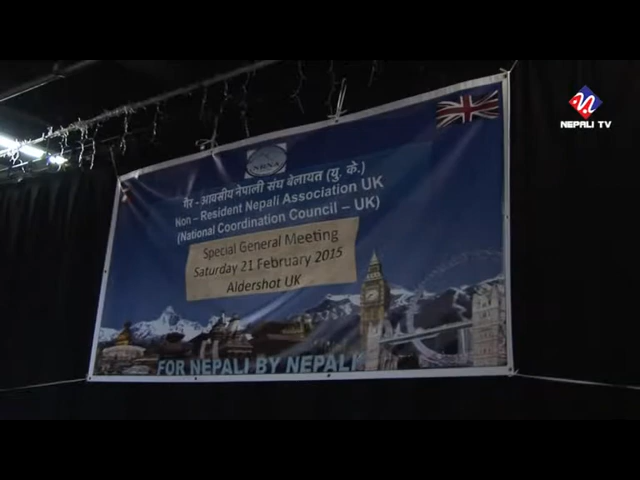 NEPALI TV
NRNA
गैर - आवासीय नेपाली संघ बेलायत (यु. के.)
Non - Resident Nepali Association UK
(National Coordination Council - UK)
Special General Meeting
Saturday 21 February 2015
Aldershot UK
FOR NEPALI BY NEPALI